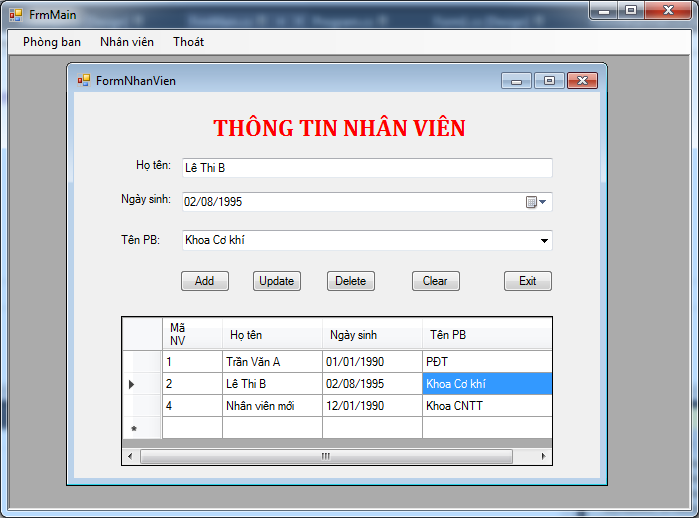 FrmMain
Phòng ban Nhân viên Thoát
FormNhanVien
THÔNG TIN NHÂN VIÊN
Họ tên: Lê Thi B
Ngày sinh: 02/08/1995
Tên PB: Khoa Cơ khí
Add Update Delete Clear Exit
Mã NV Họ tên Ngày sinh Tên PB
1 Trần Văn A 01/01/1990 PĐT
2 Lê Thi B 02/08/1995 Khoa Cơ khí
4 Nhân viên mới 12/01/1990 Khoa CNTT